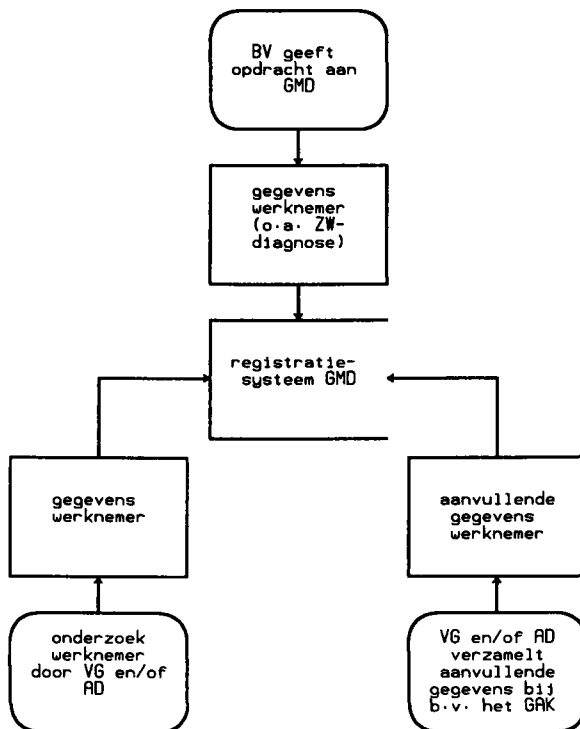 BV geeft
opdracht aan
GMD
gegevens
werknemer
(o.a. ZW-
diagnose)
registratie-
systeem GMD
gegevens
werknemer
aanvullende
gegevens
werknemer
onderzoek
werknemer
door VG en/of
AD
VG en/of AD
verzamelt
aanvullende
gegevens bij
b.v. het GAK